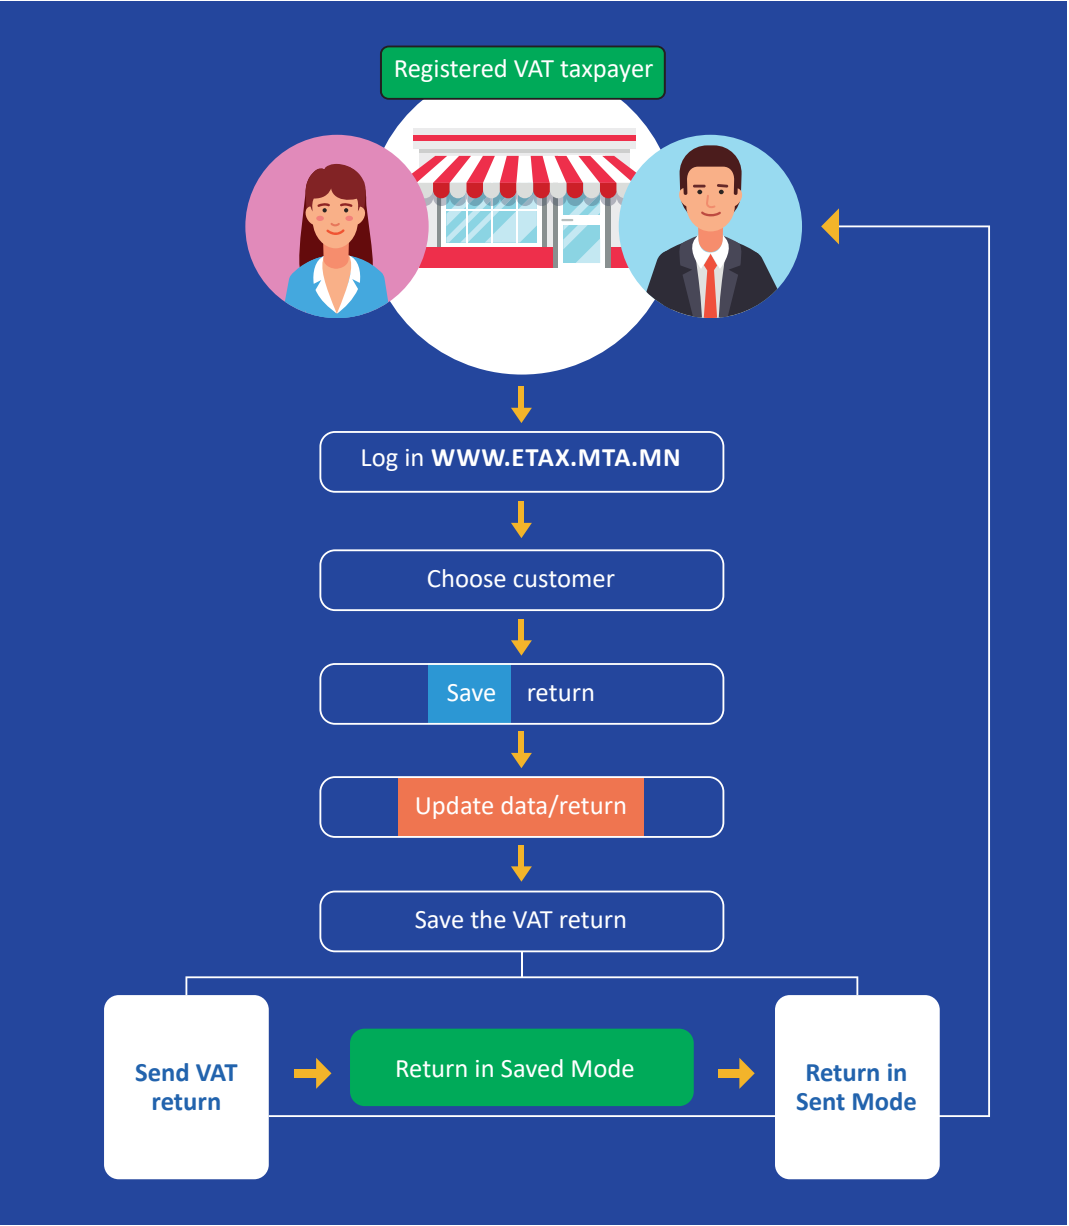 Registered VAT taxpayer
Log in WWW.ETAX.MTA.MN
Choose customer
Save return
Update data/return
Save the VAT return
Send VAT
return
Return in Saved Mode
Return in
Sent Mode